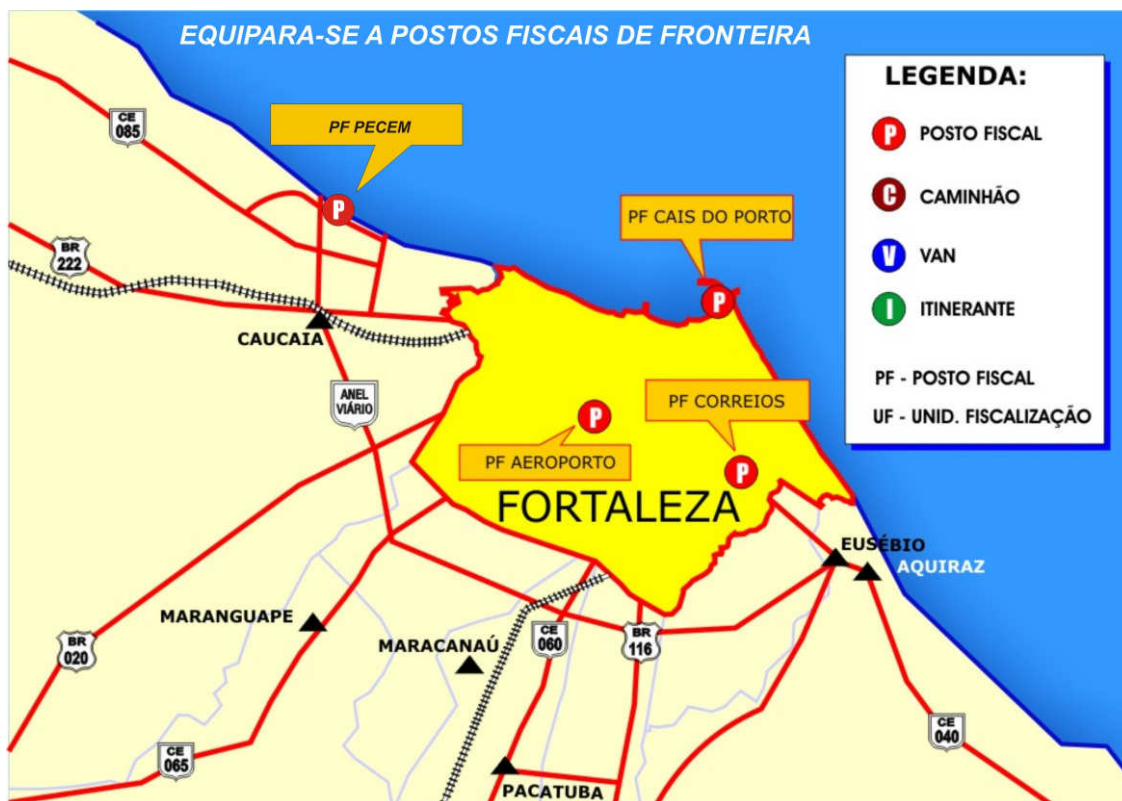 EQUIPARA-SE A POSTOS FISCAIS DE FRONTEIRA
LEGENDA:
P POSTO FISCAL
C CAMINHÃO
V VAN
I ITINERANTE
PF - POSTO FISCAL
UF - UNID. FISCALIZAÇÃO
CE
085
PF PECEM
P
PF CAIS DO PORTO
P
BR
222
CAUCAIA
ANEL
VIÁRIO
PF CORREIOS
P
PF AEROPORTO
P
FORTALEZA
EUSÉBIO
AQUIRAZ
MARANGUAPE
MARACANAÚ
CE
060
BR
116
BR
020
CE
040
CE
065
PACATUBA